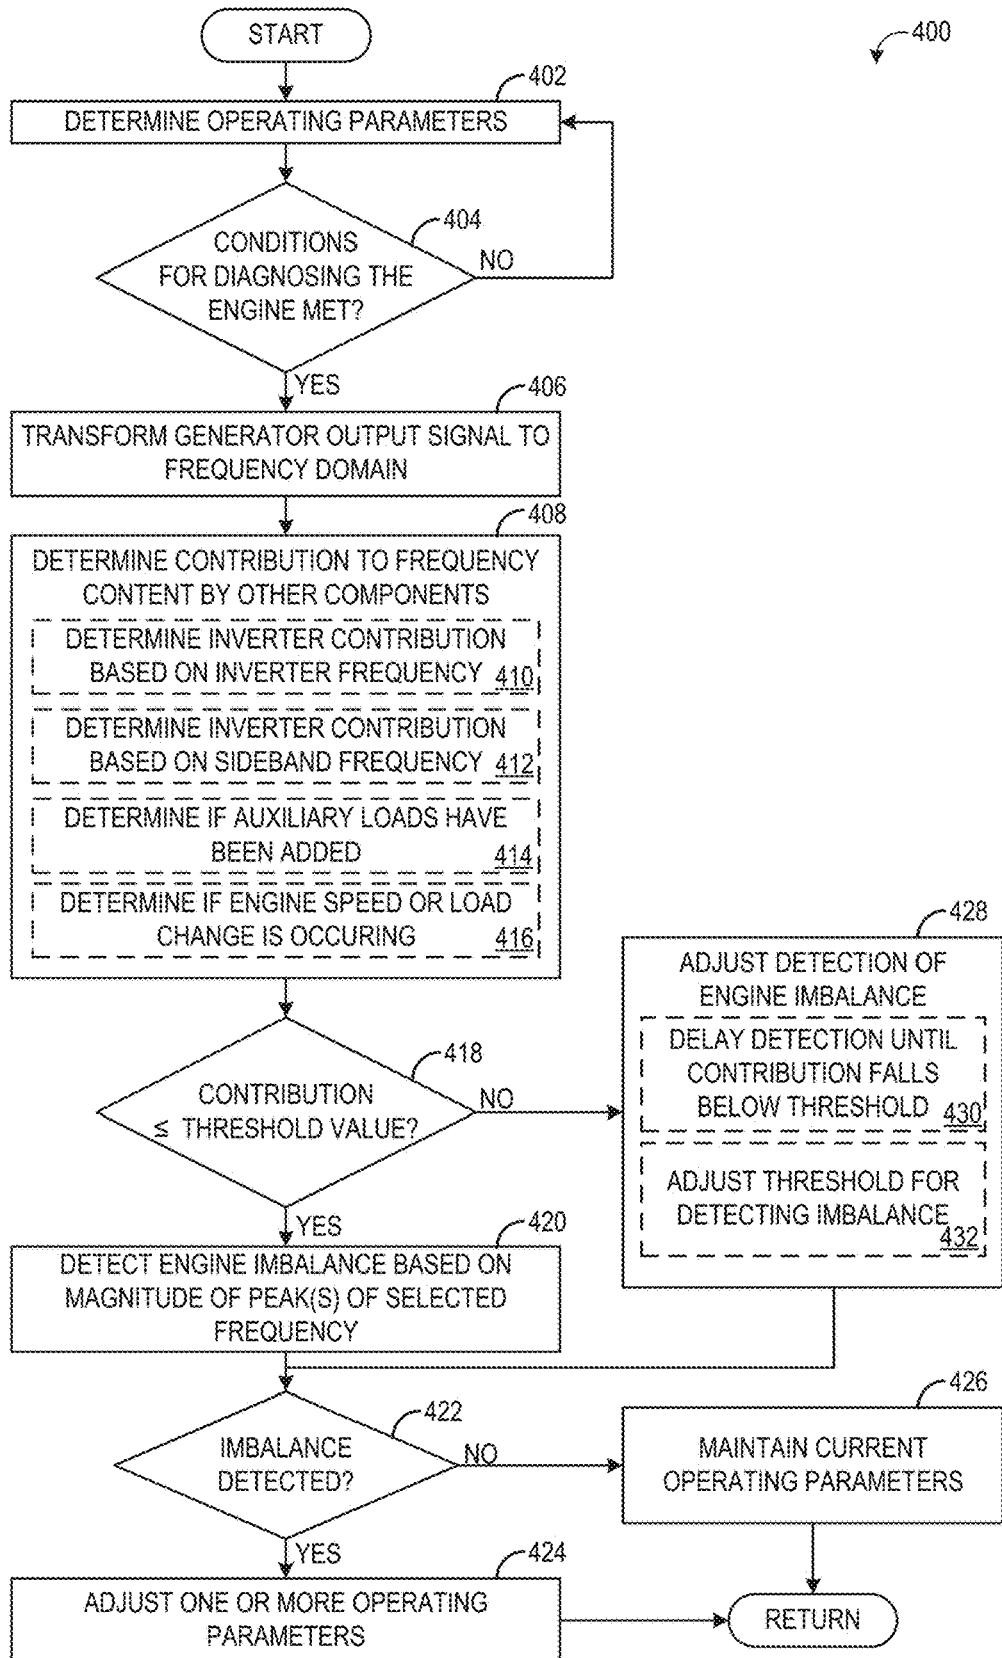 START
400
402
DETERMINE OPERATING PARAMETERS
404
CONDITIONS
FOR DIAGNOSING THE
ENGINE MET?
NO
YES
406
TRANSFORM GENERATOR OUTPUT SIGNAL TO
FREQUENCY DOMAIN
408
DETERMINE CONTRIBUTION TO FREQUENCY
CONTENT BY OTHER COMPONENTS
DETERMINE INVERTER CONTRIBUTION
BASED ON INVERTER FREQUENCY 410
DETERMINE INVERTER CONTRIBUTION
BASED ON SIDEBAND FREQUENCY 412
DETERMINE IF AUXILIARY LOADS HAVE
BEEN ADDED 414
DETERMINE IF ENGINE SPEED OR LOAD
CHANGE IS OCCURING 416
418
CONTRIBUTION
≤ THRESHOLD VALUE?
NO
YES
428
ADJUST DETECTION OF
ENGINE IMBALANCE
DELAY DETECTION UNTIL
CONTRIBUTION FALLS
BELOW THRESHOLD 430
ADJUST THRESHOLD FOR
DETECTING IMBALANCE
432
420
DETECT ENGINE IMBALANCE BASED ON
MAGNITUDE OF PEAK(S) OF SELECTED
FREQUENCY
422
IMBALANCE
DETECTED?
NO
YES
426
MAINTAIN CURRENT
OPERATING PARAMETERS
424
ADJUST ONE OR MORE OPERATING
PARAMETERS
RETURN